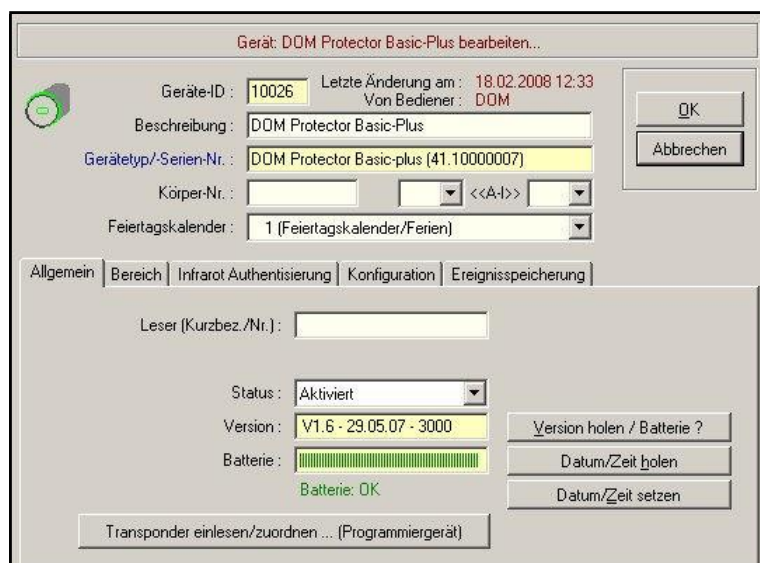 Gerät: DOM Protector Basic-Plus bearbeiten...
Geräte-ID : 10026 Letzte Änderung am : 18.02.2008 12:33
Von Bediener : DOM
OK
Beschreibung : DOM Protector Basic-Plus
Abbrechen
Gerätetyp/-Serien-Nr. : DOM Protector Basic-plus (41.10000007)
Körper-Nr. : <<A-I>>
Feiertagskalender : 1 (Feiertagskalender/Ferien)
Allgemein Bereich Infrarot Authentisierung Konfiguration Ereignisspeicherung
Leser (Kurzbez./Nr.) :
Status : Aktiviert
Version : V1.6 - 29.05.07 - 3000 Version holen / Batterie ?
Batterie : Datum/Zeit holen
Batterie: OK Datum/Zeit setzen
Transponder einlesen/zuordnen ... (Programmiergerät)